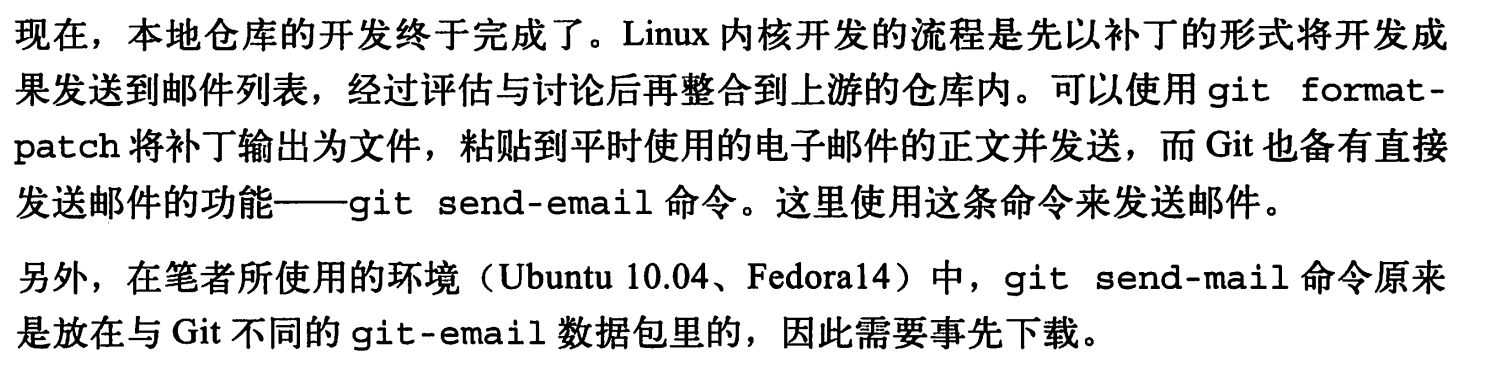 现在，本地仓库的开发终于完成了。Linux 内核开发的流程是先以补丁的形式将开发成
果发送到邮件列表，经过评估与讨论后再整合到上游的仓库内。可以使用 git format-
patch 将补丁输出为文件，粘贴到平时使用的电子邮件的正文并发送，而 Git 也备有直接
发送邮件的功能——git send-email 命令。这里使用这条命令来发送邮件。
另外，在笔者所使用的环境（Ubuntu 10.04、Fedora14）中，git send-mail 命令原来
是放在与 Git 不同的 git-email 数据包里的，因此需要事先下载。